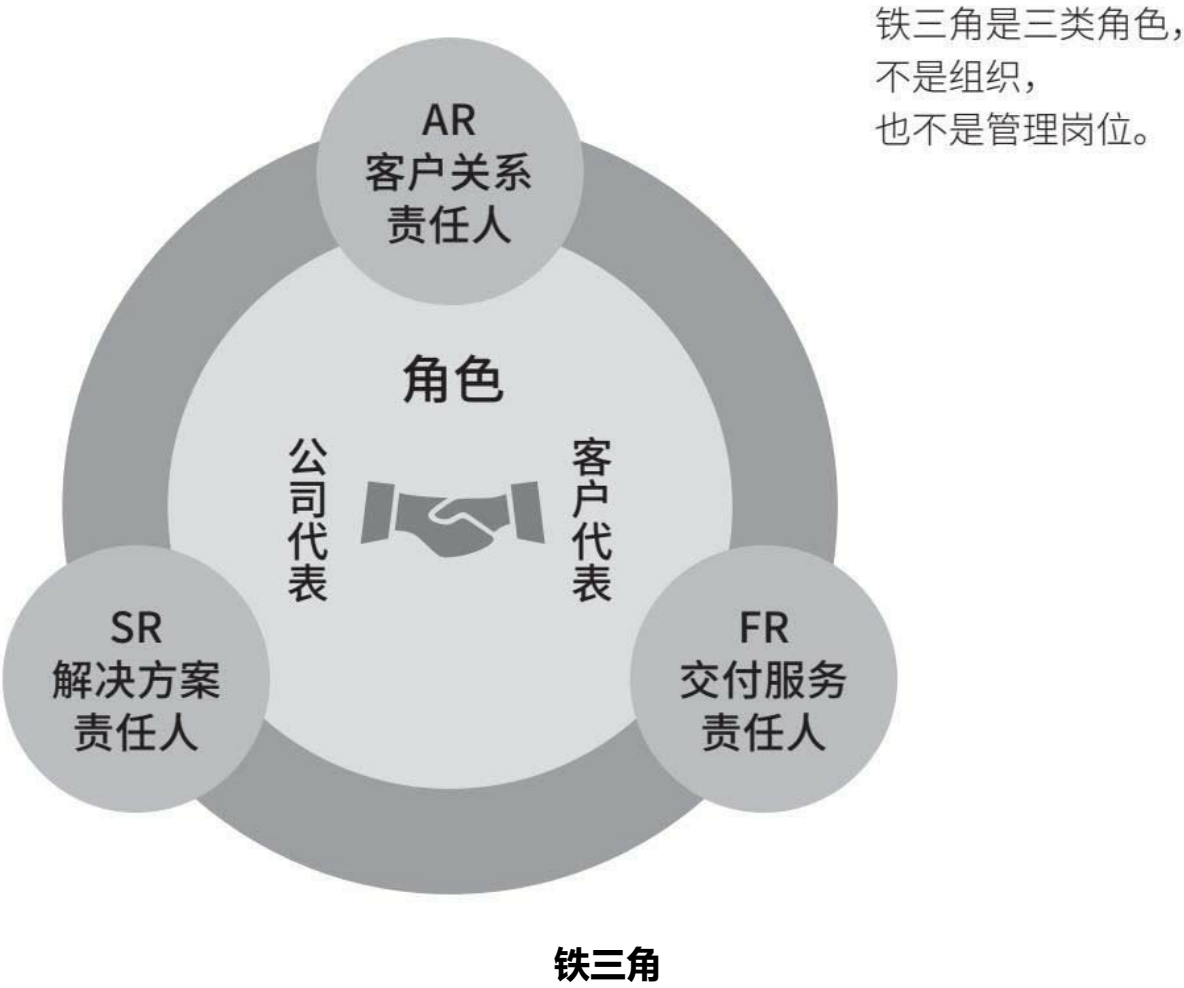 铁三角是三类角色，
不是组织，
也不是管理岗位。
AR
客户关系
责任人
角色
公司代表
客户代表
SR
解决方案
责任人
FR
交付服务
责任人
铁三角